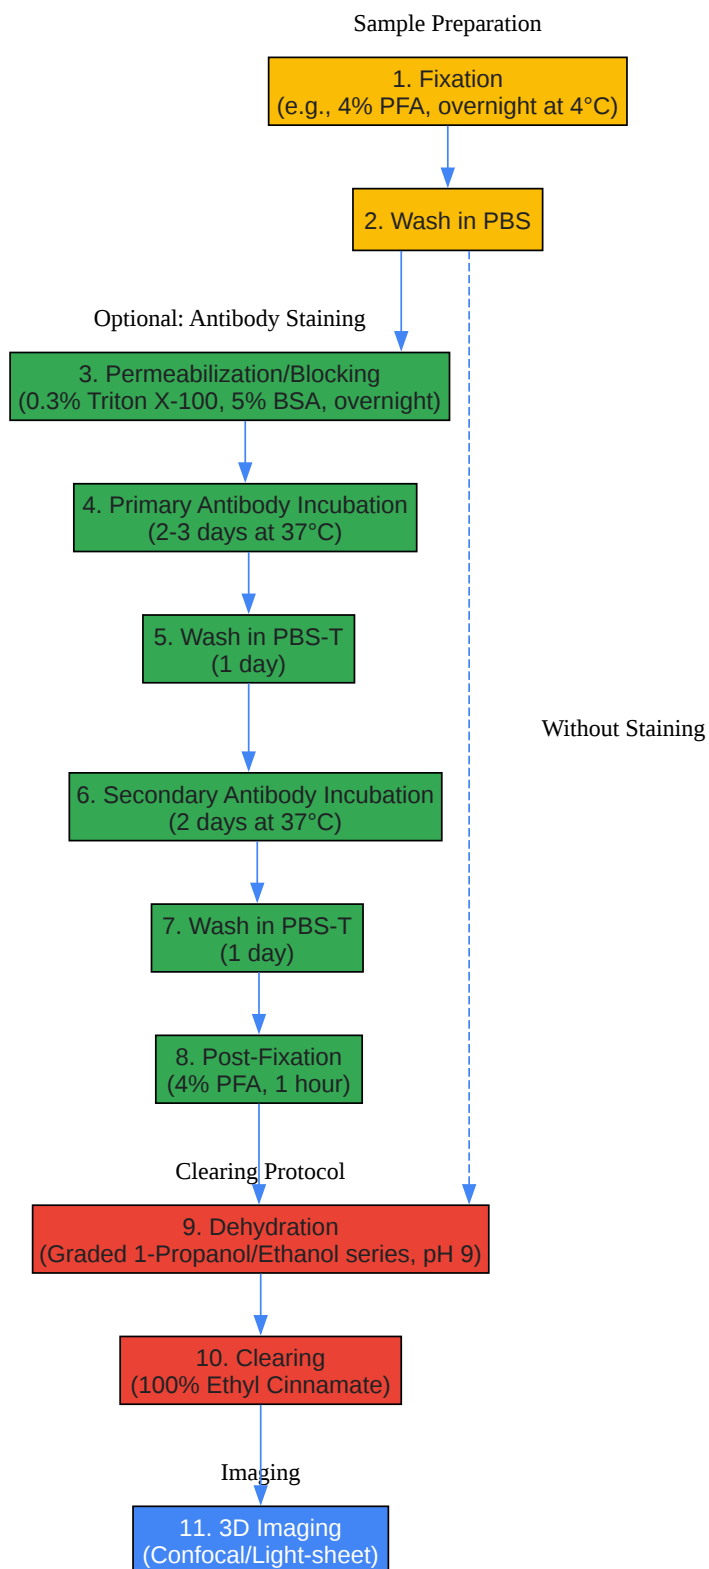 Sample Preparation
1. Fixation
(e.g., 4% PFA, overnight at 4°C)
2. Wash in PBS
Optional: Antibody Staining
3. Permeabilization/Blocking
(0.3% Triton X-100, 5% BSA, overnight)
4. Primary Antibody Incubation
(2-3 days at 37°C)
5. Wash in PBS-T
(1 day)
Without Staining
6. Secondary Antibody Incubation
(2 days at 37°C)
7. Wash in PBS-T
(1 day)
8. Post-Fixation
(4% PFA, 1 hour)
Clearing Protocol
9. Dehydration
(Graded 1-Propanol/Ethanol series, pH 9)
10. Clearing
(100% Ethyl Cinnamate)
Imaging
11. 3D Imaging
(Confocal/Light-sheet)